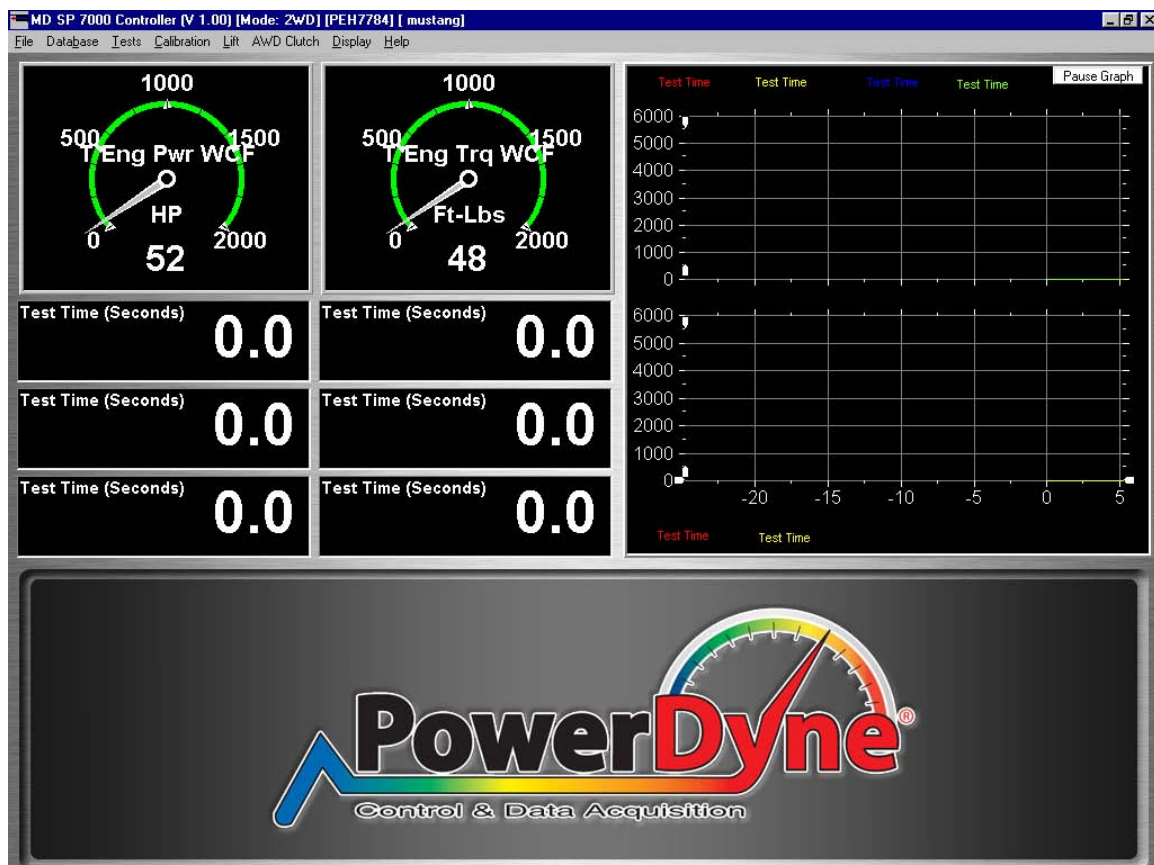 MD SP 7000 Controller (V 1.00) [Mode: 2WD] [PEH7784] [ mustang]
File Database Tests Calibration Lift AWD Clutch Display Help
1000
500 1500
T Eng Pwr WCF
HP
0 2000
52
1000
500 1500
T Eng Trq WCF
Ft-Lbs
0 2000
48
Test Time (Seconds) 0.0
Test Time (Seconds) 0.0
Test Time (Seconds) 0.0
Test Time (Seconds) 0.0
Test Time (Seconds) 0.0
Test Time (Seconds) 0.0
Pause Graph
Test Time Test Time Test Time Test Time
6000
5000
4000
3000
2000
1000
0
6000
5000
4000
3000
2000
1000
0
-20 -15 -10 -5 0 5
Test Time Test Time
PowerDyne®
Control & Data Acquisition